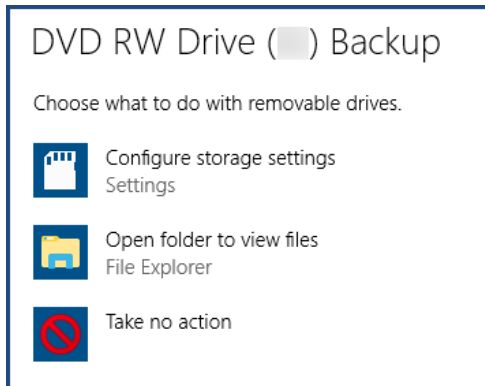 DVD RW Drive ( ) Backup
Choose what to do with removable drives.
Configure storage settings
Settings
Open folder to view files
File Explorer
Take no action